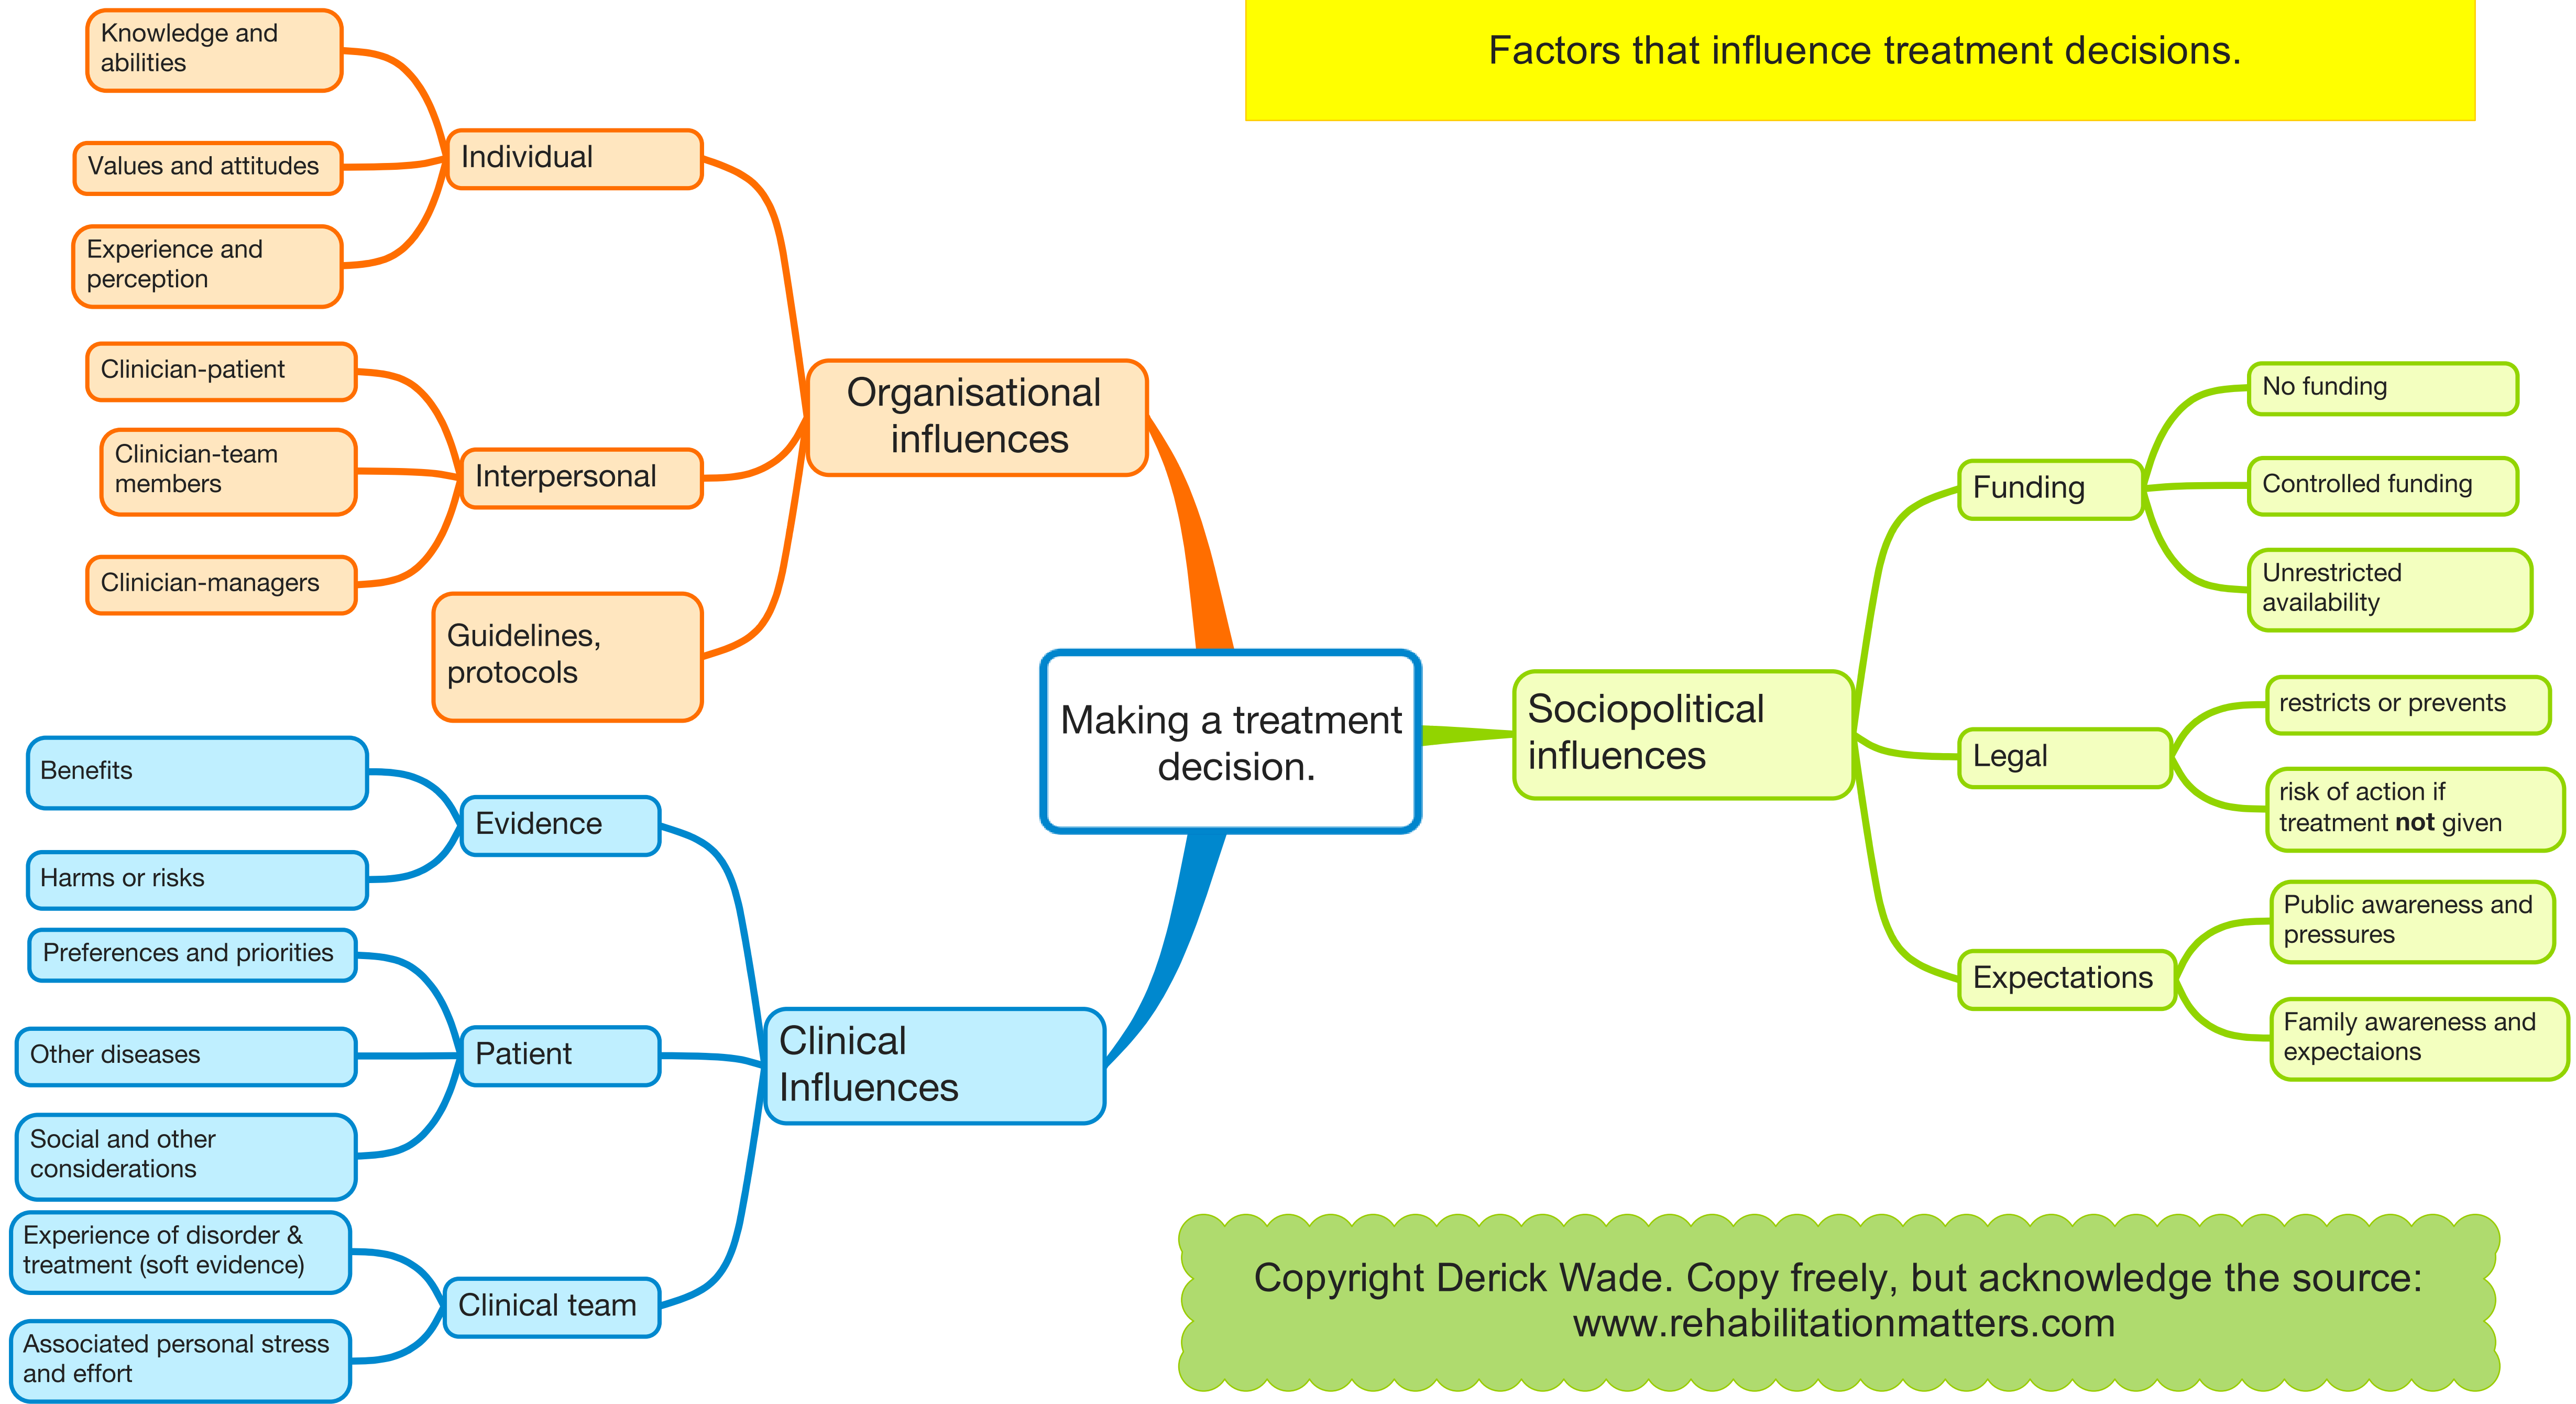 Factors that influence treatment decisions.
Knowledge and
abilities
Values and attitudes
Experience and
perception
Individual
Clinician-patient
Clinician-team
members
Clinician-managers
Interpersonal
Guidelines,
protocols
Organisational
influences
Making a treatment
decision.
Sociopolitical
influences
Funding
No funding
Controlled funding
Unrestricted
availability
Legal
restricts or prevents
risk of action if
treatment not given
Expectations
Public awareness and
pressures
Family awareness and
expectaions
Benefits
Harms or risks
Evidence
Preferences and priorities
Other diseases
Social and other
considerations
Patient
Experience of disorder &
treatment (soft evidence)
Associated personal stress
and effort
Clinical team
Clinical
Influences
Copyright Derick Wade. Copy freely, but acknowledge the source:
www.rehabilitationmatters.com